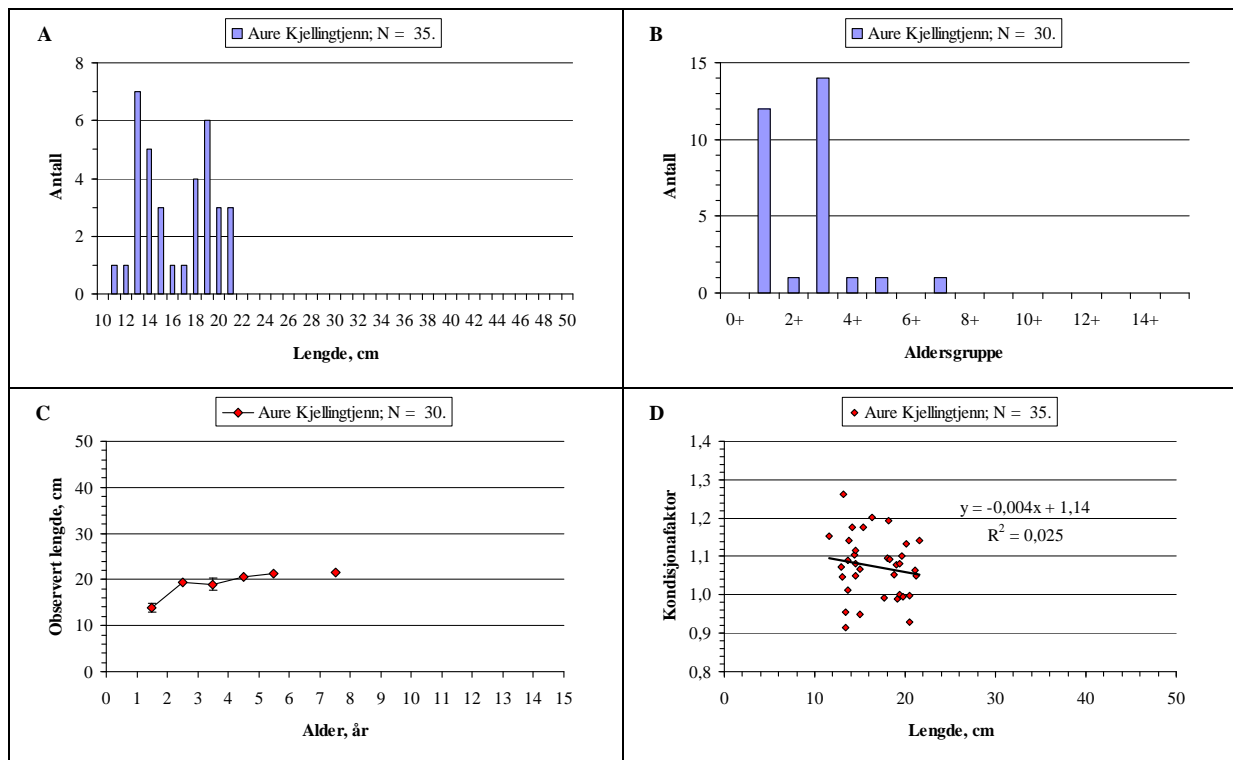 A
Aure Kjellingtjenn; N = 35.
8
6
4
2
0
Antall
10 12 14 16 18 20 22 24 26 28 30 32 34 36 38 40 42 44 46 48 50
Lengde, cm
B
Aure Kjellingtjenn; N = 30.
15
10
5
0
Antall
0+ 2+ 4+ 6+ 8+ 10+ 12+ 14+
Aldersgruppe
C
Aure Kjellingtjenn; N = 30.
50
40
30
20
10
0
Observert lengde, cm
0 1 2 3 4 5 6 7 8 9 10 11 12 13 14 15
Alder, år
D
Aure Kjellingtjenn; N = 35.
1,4
1,3
1,2
1,1
1,0
0,9
0,8
Kondisjonafaktor
y = -0,004x + 1,14
R² = 0,025
0 10 20 30 40 50
Lengde, cm